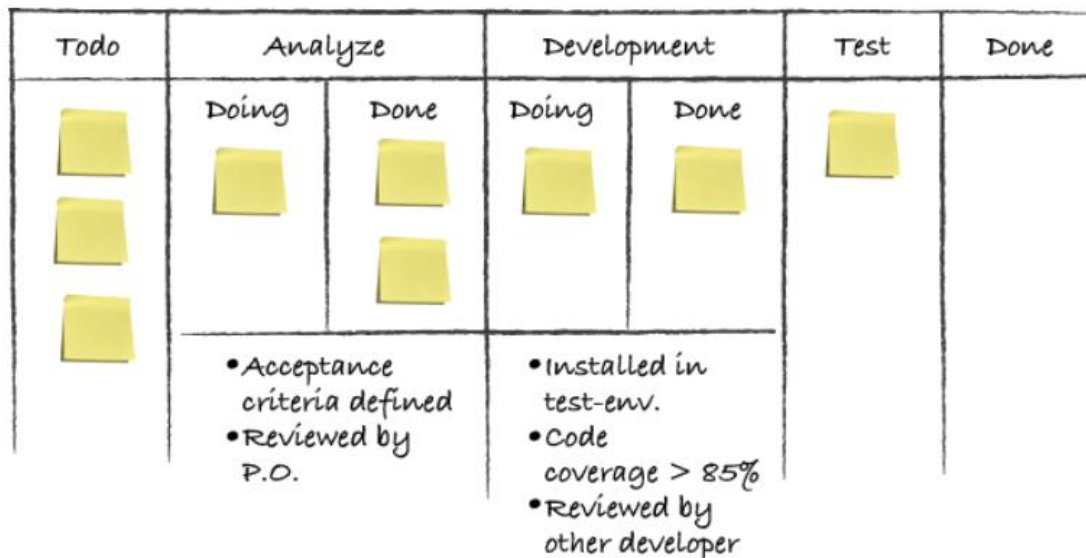 Todo
Analyze
Development
Test
Done
Doing
Done
Doing
Done
•Acceptance
criteria defined
•Reviewed by
P.O.
•Installed in
test-env.
•Code
coverage > 85%
•Reviewed by
other developer